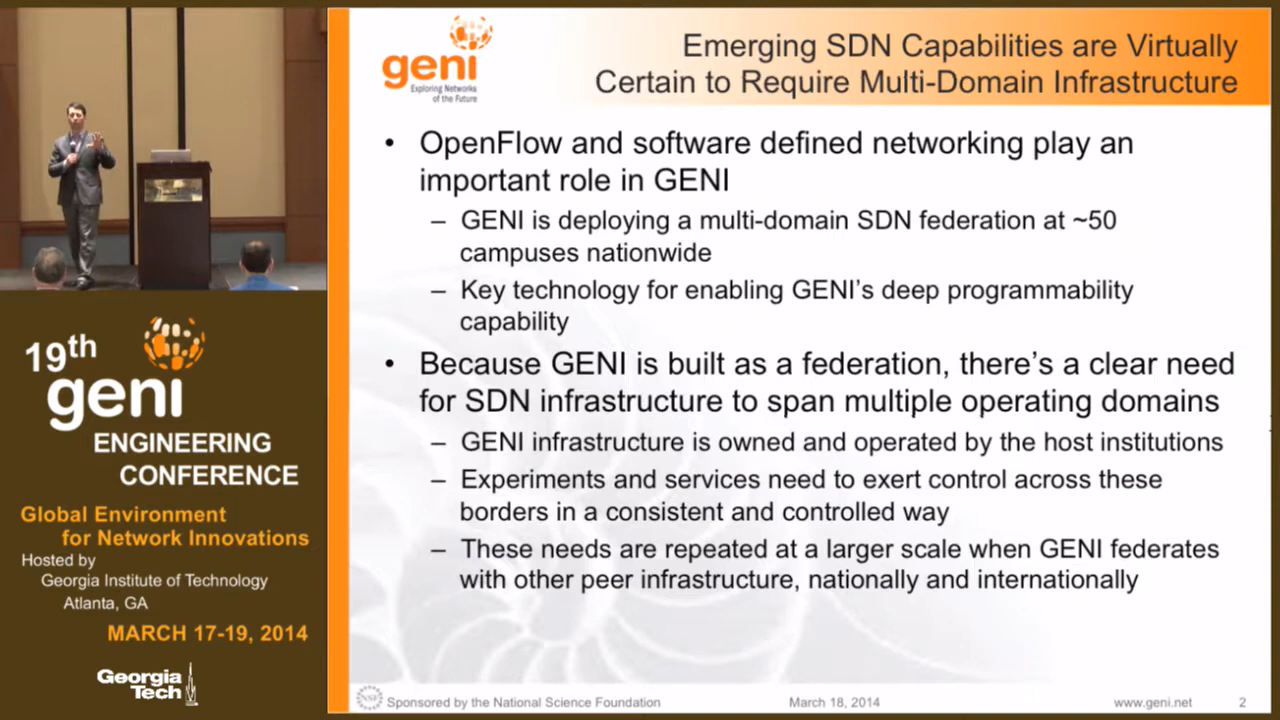 geni
Exploring Networks
of the Future
Emerging SDN Capabilities are Virtually
Certain to Require Multi-Domain Infrastructure
• OpenFlow and software defined networking play an
important role in GENI
– GENI is deploying a multi-domain SDN federation at ~50
campuses nationwide
– Key technology for enabling GENI's deep programmability
capability
• Because GENI is built as a federation, there's a clear need
for SDN infrastructure to span multiple operating domains
– GENI infrastructure is owned and operated by the host institutions
– Experiments and services need to exert control across these
borders in a consistent and controlled way
– These needs are repeated at a larger scale when GENI federates
with other peer infrastructure, nationally and internationally
NSF
Sponsored by the National Science Foundation
March 18, 2014
www.geni.net
2
19th
geni
ENGINEERING
CONFERENCE
Global Environment
for Network Innovations
Hosted by
Georgia Institute of Technology
Atlanta, GA
MARCH 17-19, 2014
Georgia
Tech